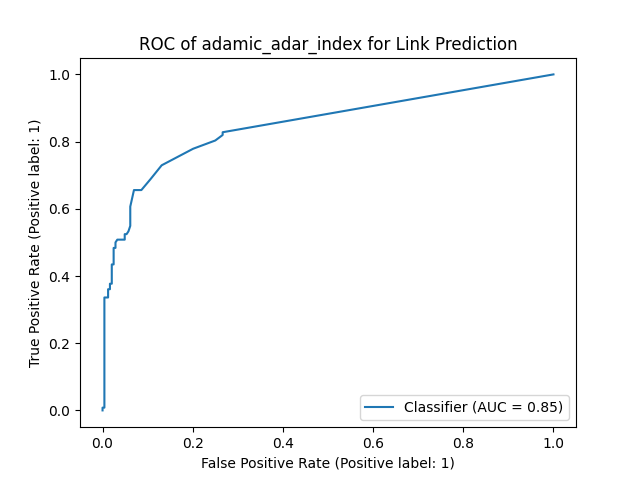 ROC of adamic_adar_index for Link Prediction
1.0
0.8
0.6
0.4
0.2
0.0
True Positive Rate (Positive label: 1)
Classifier (AUC = 0.85)
0.0 0.2 0.4 0.6 0.8 1.0
False Positive Rate (Positive label: 1)